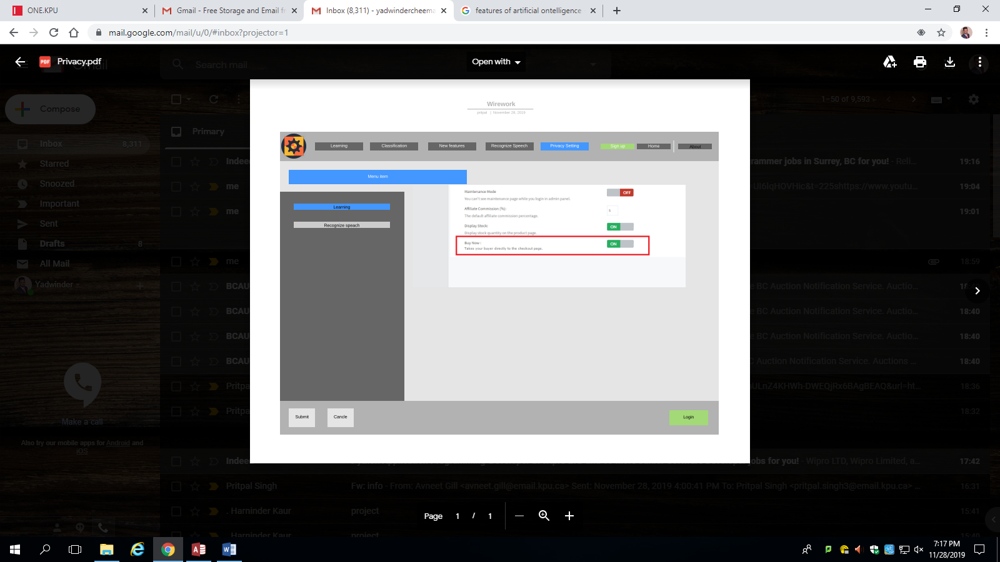 ONE.KPU
Gmail - Free Storage and Email fr
Inbox (8,311) - yadwindercheema
features of artificial ontelligence
mail.google.com/mail/u/0/#inbox?projector=1
PDF
Privacy.pdf
Gmail
Search mail
Open with
Compose
1–50 of 9,593
Primary
Inbox 8,311
Starred
Snoozed
Important
Sent
Drafts 8
All Mail
Yadwinder
Make a call
Also try our mobile apps for Android and
iOS
Wirework
pritpal | November 28, 2019
Learning
Classification
New features
Recognize Speech
Privacy Setting
Sign up
Home
About
Menu item
Learning
Recognize speach
Maintenance Mode
OFF
You can't see maintenance page while you login in admin panel.
Affiliate Commission (%):
The default affiliate commission percentage.
Display Stock:
ON
Display stock quantity on the product page.
Buy Now :
ON
Takes your bayer directly to the checkout page.
Submit
Cancle
Login
Indee rammer jobs in Surrey, BC for you! - Reli... 19:16
me 19:04
me 19:01
me 18:59
BCAU e BC Auction Notification Service. Auctio...
BCAU e BC Auction Notification Service. Auctio... 18:40
BCAU e BC Auction Notification Service. Auctio... 18:40
BCAU C Auction Notification Service. Auctions ... 18:40
Pritpa 18:36
Pritpa 18:32
Indee jobs for you! - Wipro LTD, Wipro Limited, a... 17:42
Pritpal Singh Fw: info - From: Avneet Gill <avneet.gill@email.kpu.ca> Sent: November 28, 2019 4:00:41 PM To: Pritpal Singh <pritpal.singh3@email.kpu.ca> ... 16:31
. Harninder Kaur project 15:41
. Harninder Kaur project 15:40
Page 1 / 1
7:17 PM
11/28/2019